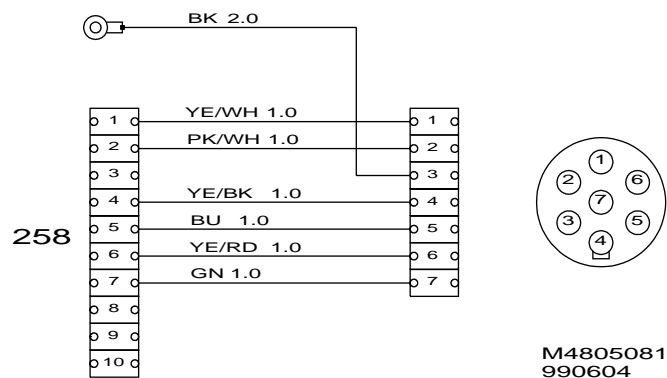 BK 2.0
1 YE/WH 1.0 1
2 PK/WH 1.0 2
3 3
4 YE/BK 1.0 4
258 5 BU 1.0 5
6 YE/RD 1.0 6
7 GN 1.0 7
8
9
10
1
2 6
7
3 5
4
M4805081
990604